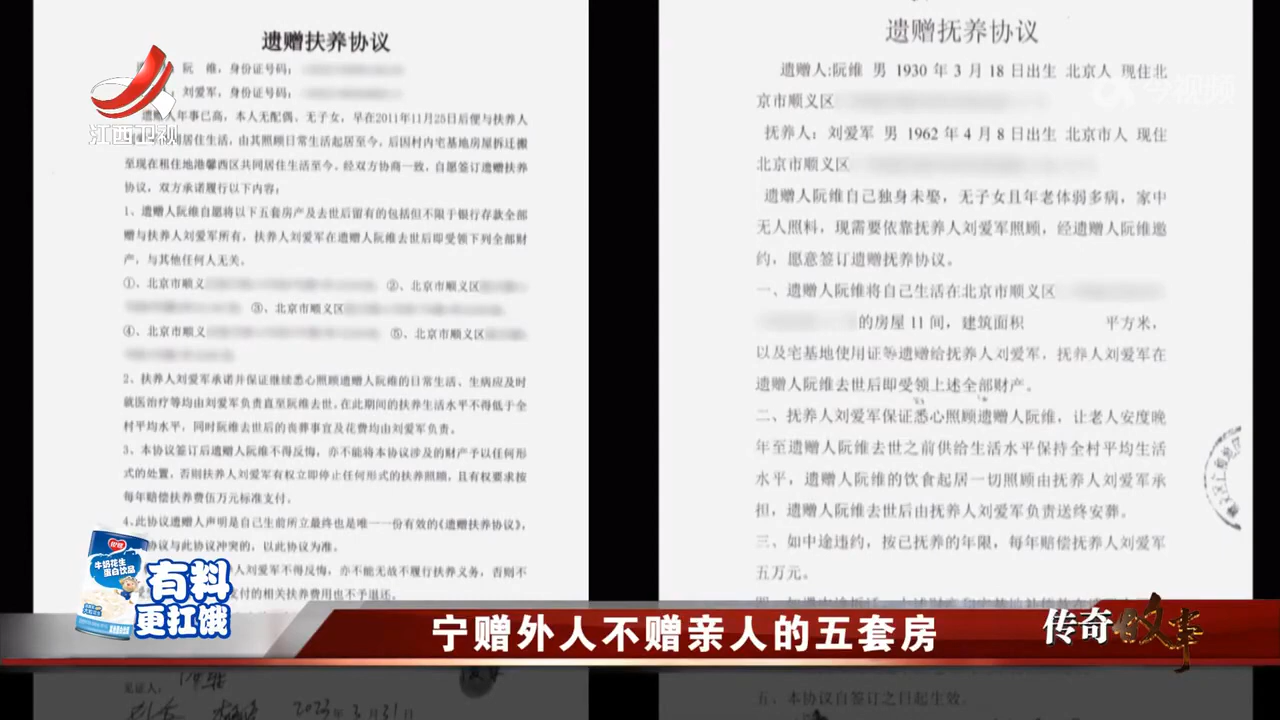 遗赠扶养协议
阮 维，身份证号码：
刘爱军，身份证号码：
遗赠人年事已高，本人无配偶、无子女，早在2011年11月25日后便与扶养人
居住生活，由其照顾日常生活起居至今，后因村内宅基地房屋拆迁搬
至现在租住地港馨西区共同居住生活至今。经双方协商一致，自愿签订遗赠扶养
协议，双方承诺履行以下内容：
1、遗赠人阮维自愿将以下五套房产及去世后留有的包括但不限于银行存款全部
赠与扶养人刘爱军所有，扶养人刘爱军在遗赠人阮维去世后即受领下列全部财
产，与其他任何人无关。
①、北京市顺义 ②、北京市顺义区
③、北京市顺义区
④、北京市顺义 ⑤、北京市顺义区
2、扶养人刘爱军承诺并保证继续悉心照顾遗赠人阮维的日常生活、生病应及时
就医治疗等均由刘爱军负责直至阮维去世。在此期间的扶养生活水平不得低于全
村平均水平，同时阮维去世后的丧葬事宜及花费均由刘爱军负责。
3、本协议签订后遗赠人阮维不得反悔，亦不能将本协议涉及的财产予以任何形
式的处置，否则扶养人刘爱军有权立即停止任何形式的扶养照顾，且有权要求按
每年赔偿扶养费伍万元标准支付。
4、此协议遗赠人声明是自己生前所立最终也是唯一一份有效的《遗赠扶养协议》，
协议与此协议冲突的，以此协议为准。
人刘爱军不得反悔，亦不能无故不履行扶养义务，否则不
支付的相关扶养费用也不予退还。
见证人：
2023年3月31日
遗赠抚养协议
遗赠人:阮维 男 1930 年 3 月 18 日出生 北京人 现住北
京市顺义区
抚养人：刘爱军 男 1962 年 4 月 8 日出生 北京市人 现住
北京市顺义区
遗赠人阮维自己独身未娶，无子女且年老体弱多病，家中
无人照料，现需要依靠抚养人刘爱军照顾，经遗赠人阮维邀
约，愿意签订遗赠抚养协议。
一、遗赠人阮维将自己生活在北京市顺义区
的房屋 11 间，建筑面积 平方米，
以及宅基地使用证等遗赠给抚养人刘爱军，抚养人刘爱军在
遗赠人阮维去世后即受领上述全部财产。
二、抚养人刘爱军保证悉心照顾遗赠人阮维，让老人安度晚
年至遗赠人阮维去世之前供给生活水平保持全村平均生活
水平，遗赠人阮维的饮食起居一切照顾由抚养人刘爱军承
担，遗赠人阮维去世后由抚养人刘爱军负责送终安葬。
三、如中途违约，按已抚养的年限，每年赔偿抚养人刘爱军
五万元。
五、本协议自签订之日起生效。
江西卫视
今视频
银鹭
牛奶花生
蛋白饮品
有料
更扛饿
宁赠外人不赠亲人的五套房
传奇故事